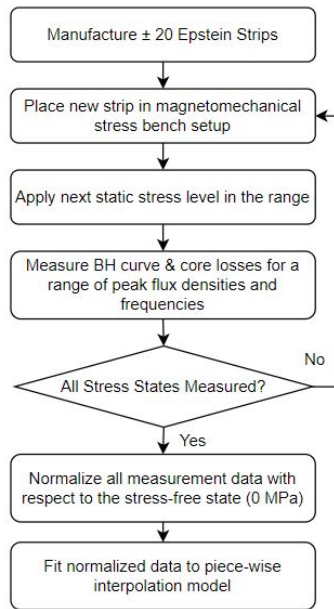 Manufacture ± 20 Epstein Strips
Place new strip in magnetomechanical
stress bench setup
Apply next static stress level in the range
Measure BH curve & core losses for a
range of peak flux densities and
frequencies
All Stress States Measured?
No
Yes
Normalize all measurement data with
respect to the stress-free state (0 MPa)
Fit normalized data to piece-wise
interpolation model